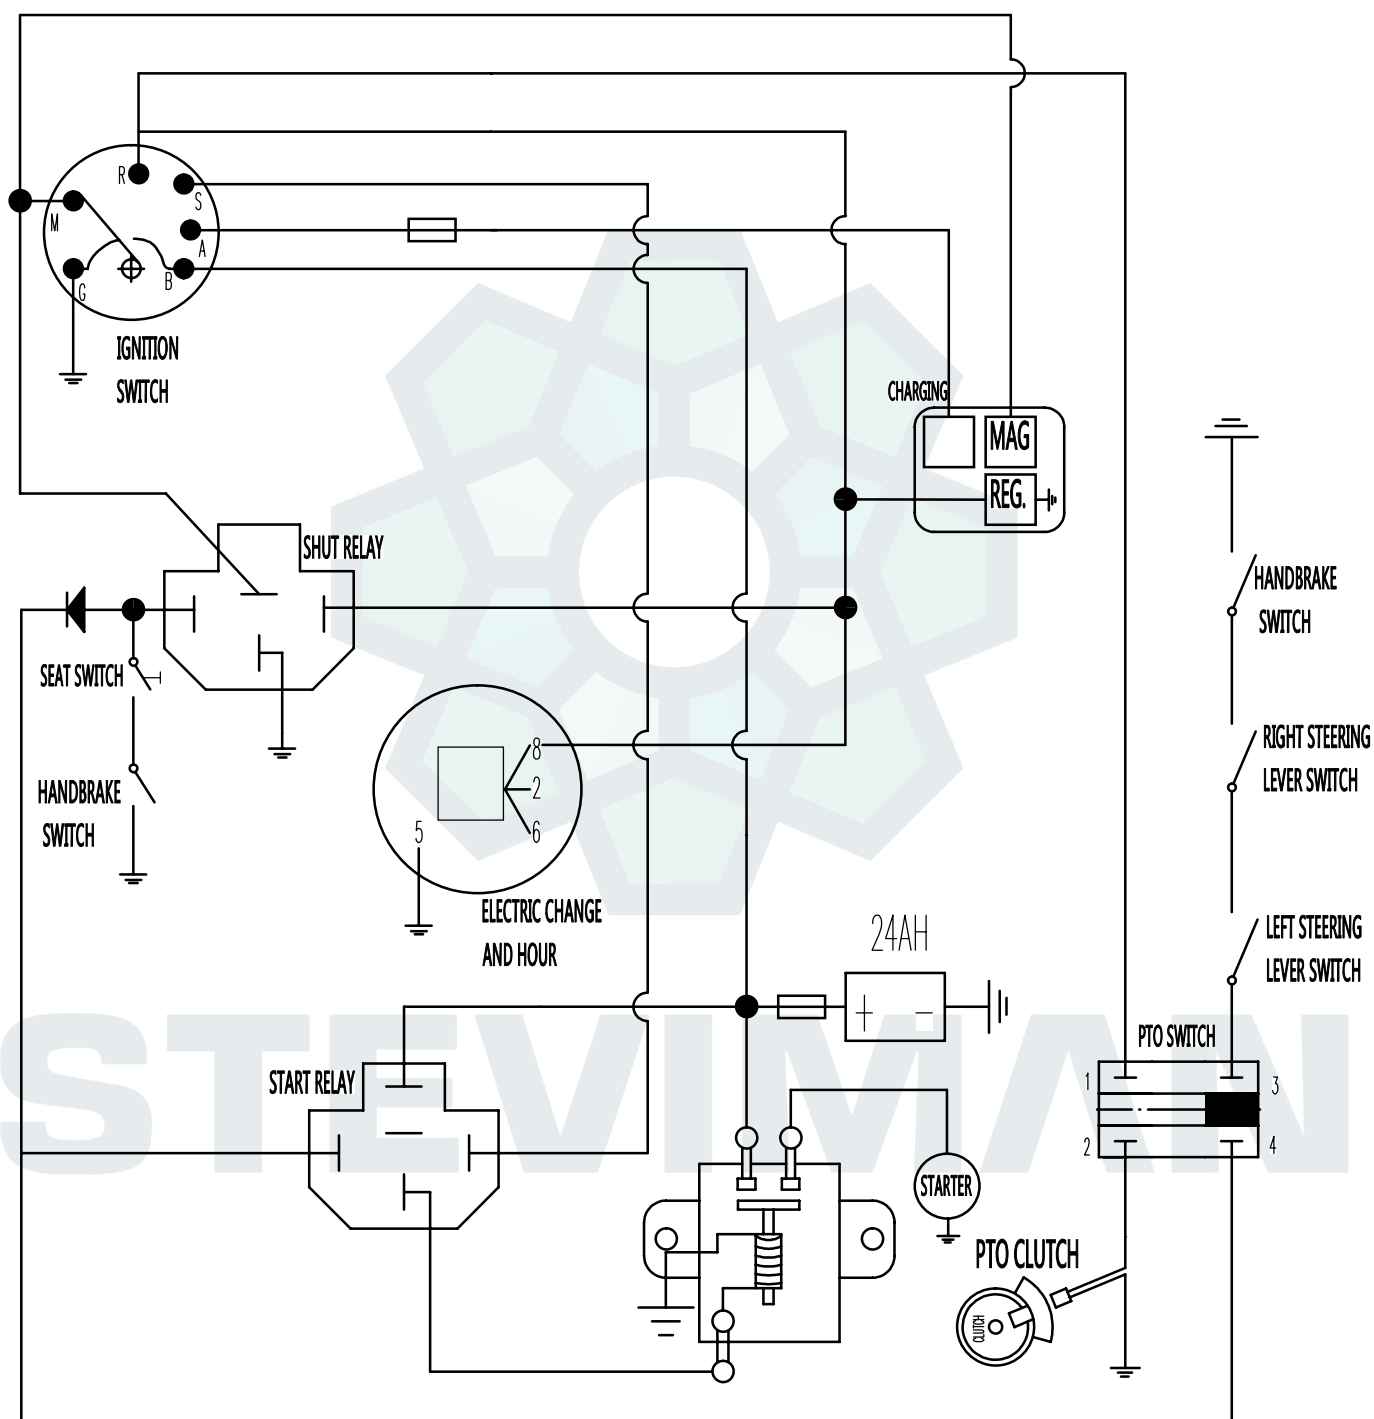 R
S
M
A
G
B
IGNITION
SWITCH
CHARGING
MAG
REG.
SHUT RELAY
HANDBRAKE
SWITCH
SEAT SWITCH
HANDBRAKE
SWITCH
8
2
6
5
ELECTRIC CHANGE
AND HOUR
RIGHT STEERING
LEVER SWITCH
LEFT STEERING
LEVER SWITCH
24AH
+ -
START RELAY
STARTER
PTO SWITCH
1
3
2
4
PTO CLUTCH
CLUTCH
STEVIMAN